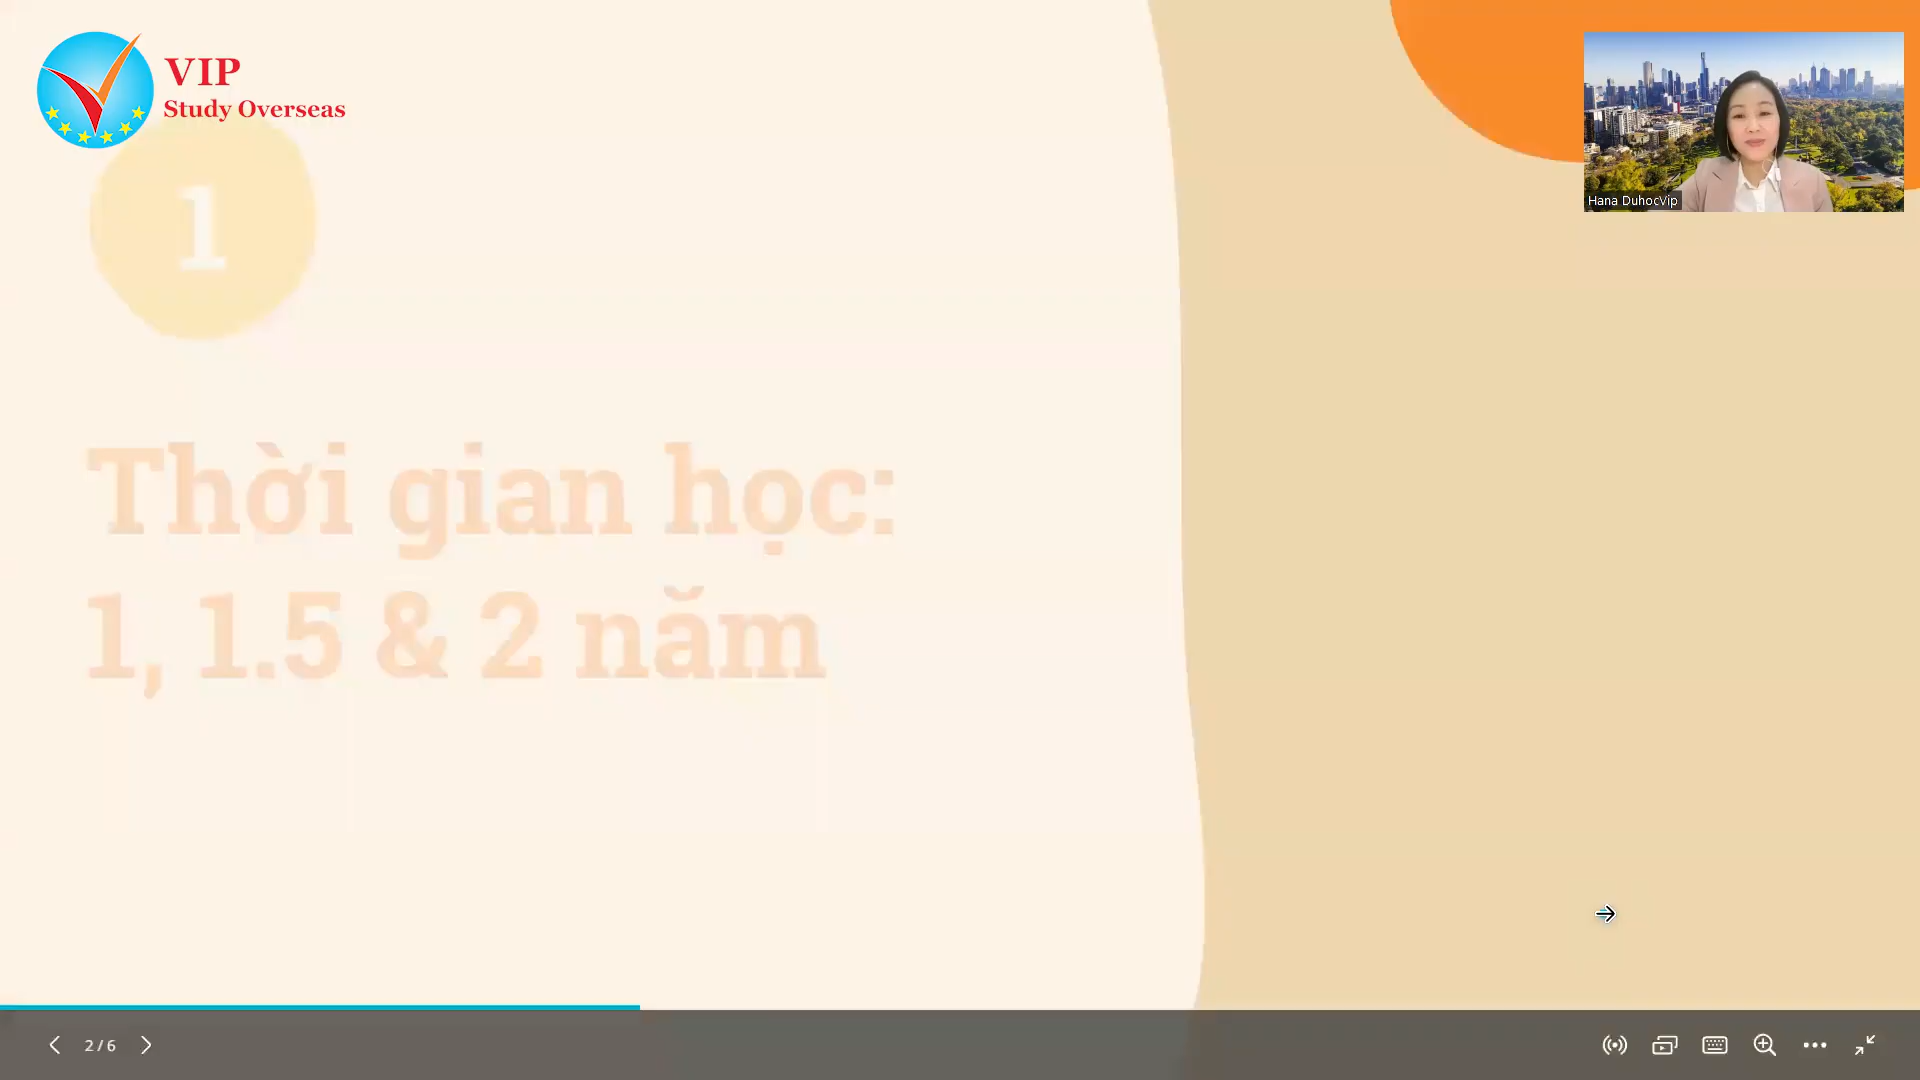 VIP
Study Overseas
1
Thời gian học:
1, 1.5 & 2 năm
Hana DuhocVip
2/6